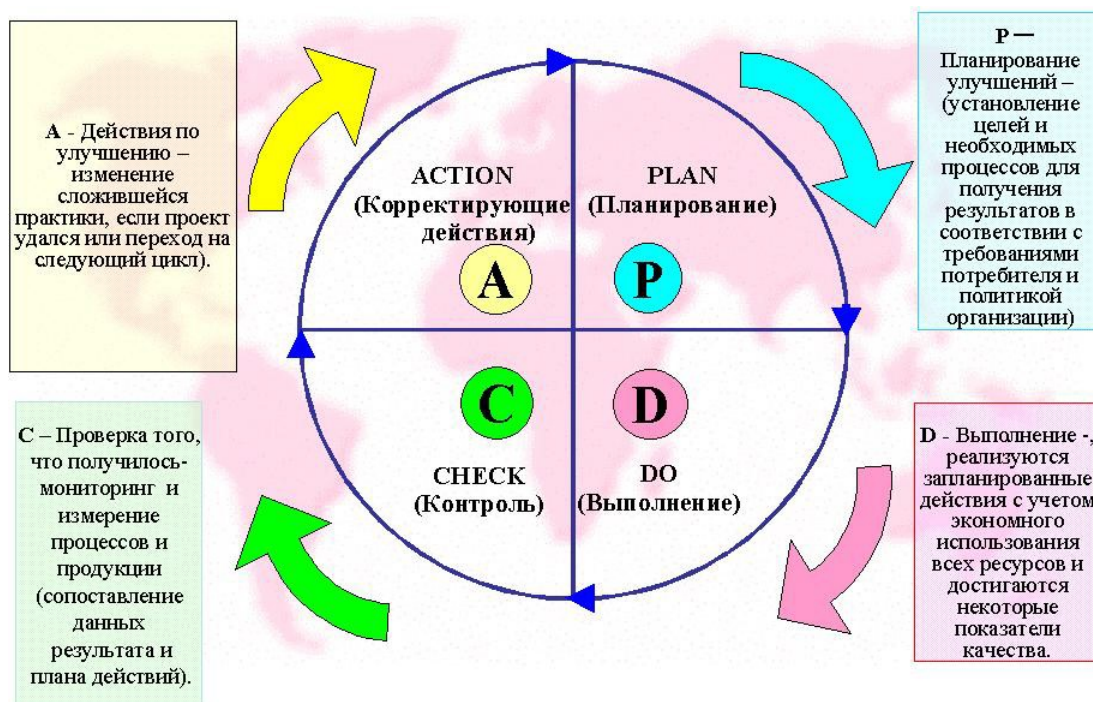 A - Действия по
улучшению –
изменение
сложившейся
практики, если проект
удался или переход на
следующий цикл).
ACTION
(Корректирующие
действия)
A
PLAN
(Планирование)
P
P —
Планирование
улучшений –
(установление
целей и
необходимых
процессов для
получения
результатов в
соответствии с
требованиями
потребителя и
политикой
организации)
C – Проверка того,
что получилось-
мониторинг и
измерение
процессов и
продукции
(сопоставление
данных
результата и
плана действий).
C
CHECK
(Контроль)
D
DO
(Выполнение)
D - Выполнение -,
реализуются
запланированные
действия с учетом
экономного
использования
всех ресурсов и
достигаются
некоторые
показатели
качества.